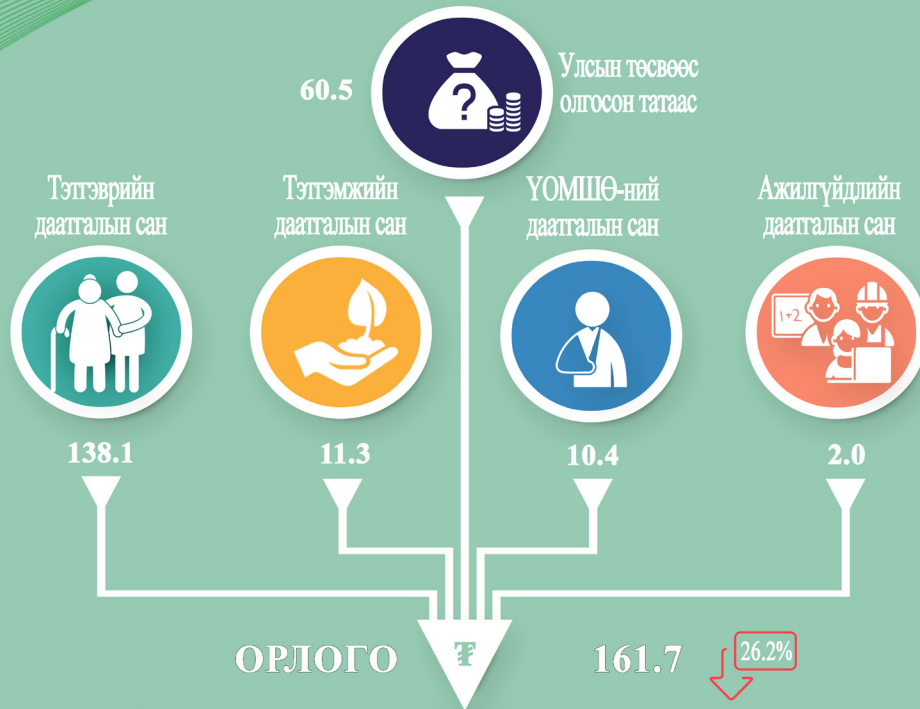 60.5
Улсын төсвөөс
олгосон татаас
Тэтгэврийн
даатгалын сан
Тэтгэмжийн
даатгалын сан
ҮОМШӨ-ний
даатгалын сан
Ажилгүйдлийн
даатгалын сан
?
1+2
138.1
11.3
10.4
2.0
ОРЛОГО
₮
161.7
26.2%